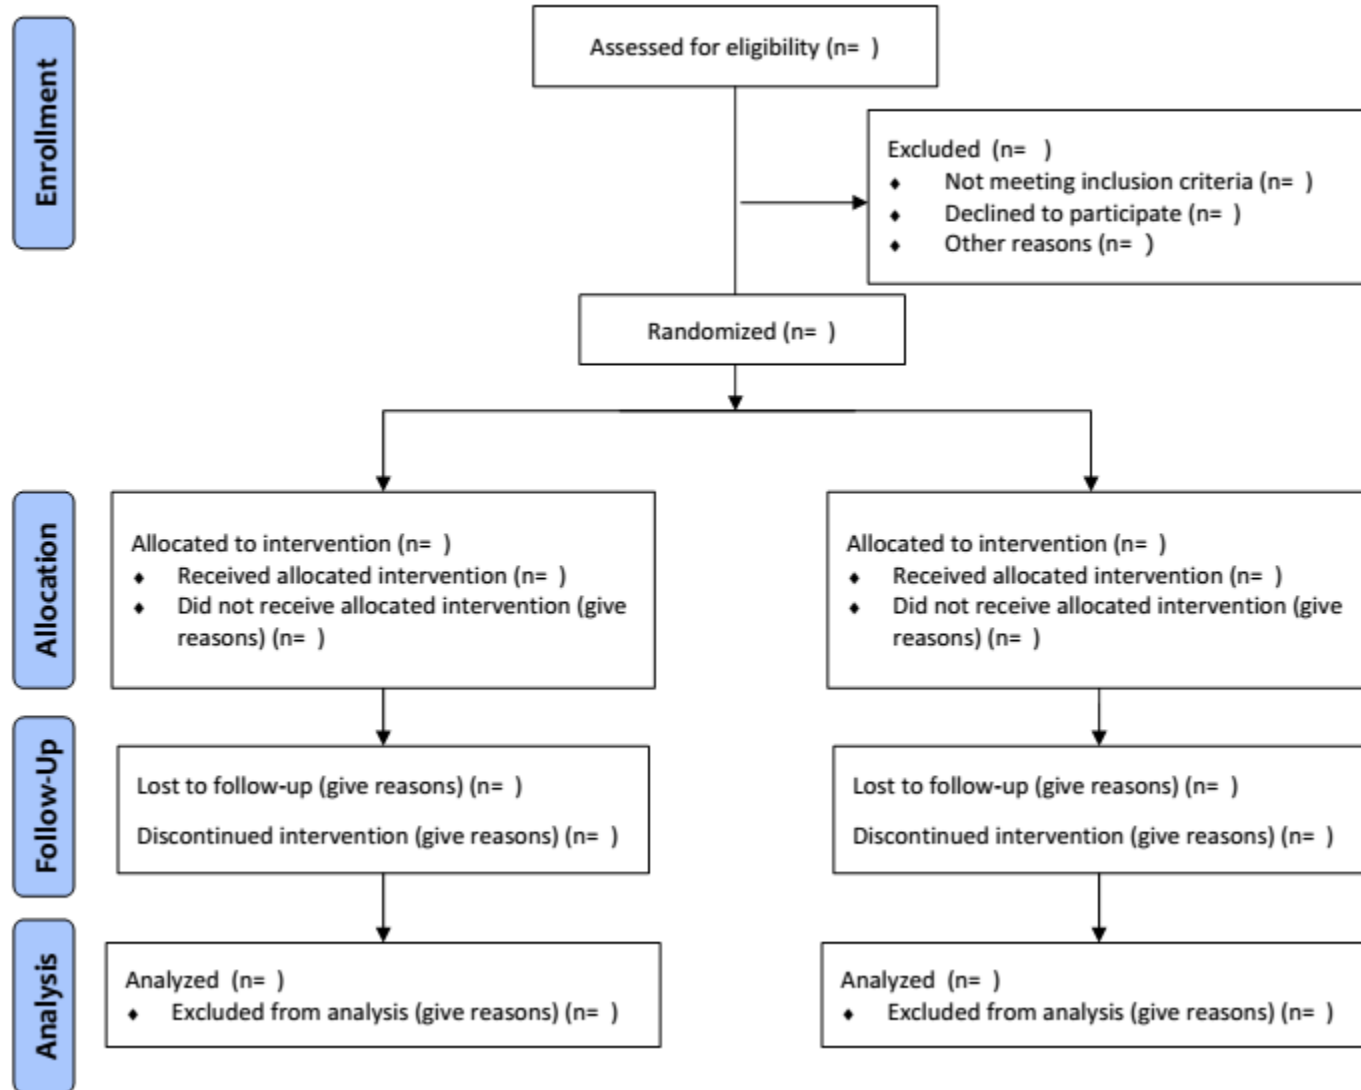 Enrollment
Assessed for eligibility (n= )
Excluded (n= )
♦ Not meeting inclusion criteria (n= )
♦ Declined to participate (n= )
♦ Other reasons (n= )
Randomized (n= )
Allocation
Allocated to intervention (n= )
♦ Received allocated intervention (n= )
♦ Did not receive allocated intervention (give
reasons) (n= )
Allocated to intervention (n= )
♦ Received allocated intervention (n= )
♦ Did not receive allocated intervention (give
reasons) (n= )
Follow-Up
Lost to follow-up (give reasons) (n= )
Discontinued intervention (give reasons) (n= )
Lost to follow-up (give reasons) (n= )
Discontinued intervention (give reasons) (n= )
Analysis
Analyzed (n= )
♦ Excluded from analysis (give reasons) (n= )
Analyzed (n= )
♦ Excluded from analysis (give reasons) (n= )